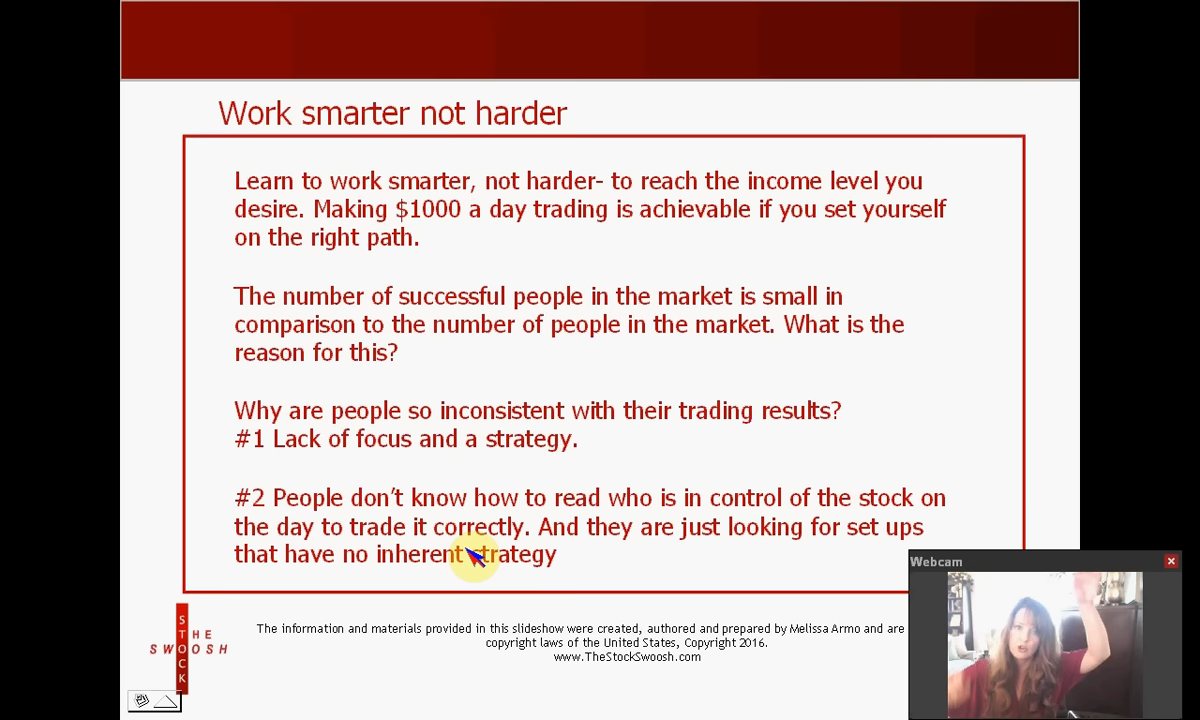 Work smarter not harder
Learn to work smarter, not harder- to reach the income level you
desire. Making $1000 a day trading is achievable if you set yourself
on the right path.
The number of successful people in the market is small in
comparison to the number of people in the market. What is the
reason for this?
Why are people so inconsistent with their trading results?
#1 Lack of focus and a strategy.
#2 People don't know how to read who is in control of the stock on
the day to trade it correctly. And they are just looking for set ups
that have no inherent strategy
Webcam
THE
STOCK
SWOOSH
The information and materials provided in this slideshow were created, authored and prepared by Melissa Armo and are
copyright laws of the United States, Copyright 2016.
www.TheStockSwoosh.com